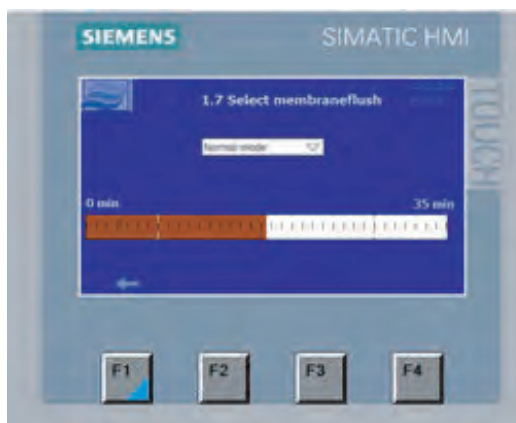 SIEMENS
SIMATIC HMI
TOUCH
1.7 Select membraneflush
Normal mode
0 min
35 min
F1
F2
F3
F4